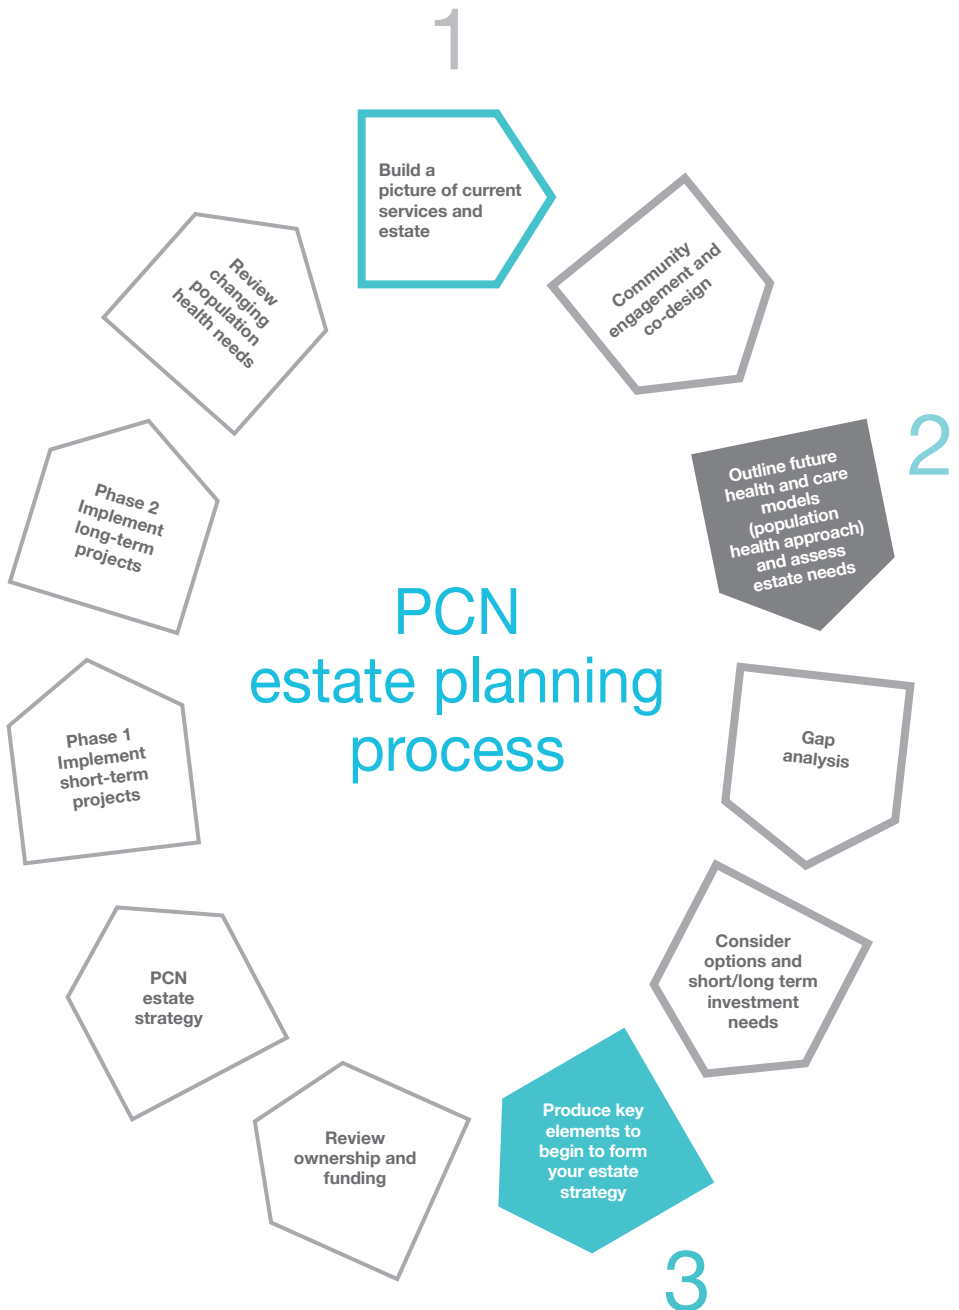 1
Build a
picture of current
services and
estate
Community
engagement and
co-design
2
Outline future
health and care
models
(population
health approach)
and assess
estate needs
Gap
analysis
Consider
options and
short/long term
investment
needs
3
Produce key
elements to
begin to form
your estate
strategy
Review
ownership and
funding
PCN
estate
strategy
Phase 1
Implement
short-term
projects
Phase 2
Implement
long-term
projects
Review
changing
population
health needs
PCN
estate planning
process